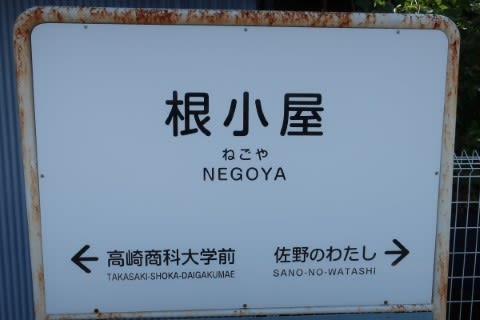 根小屋
ねごや
NEGOYA
← 高崎商科大学前 佐野のわたし →
TAKASAKI-SHOKA-DAIGAKUMAE SANO-NO-WATASHI